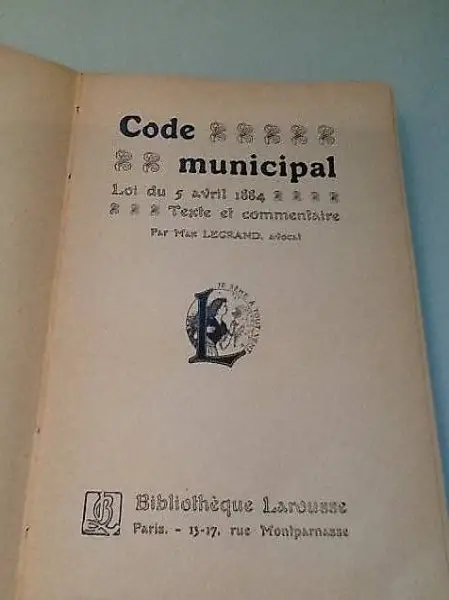 Code
municipal
Loi du 5 avril 1884
Texte et commentaire
Par Max LEGRAND, avocat
JE SÈME À TOUT VENT
L
Bibliothèque Larousse
Paris. - 13-17, rue Montparnasse